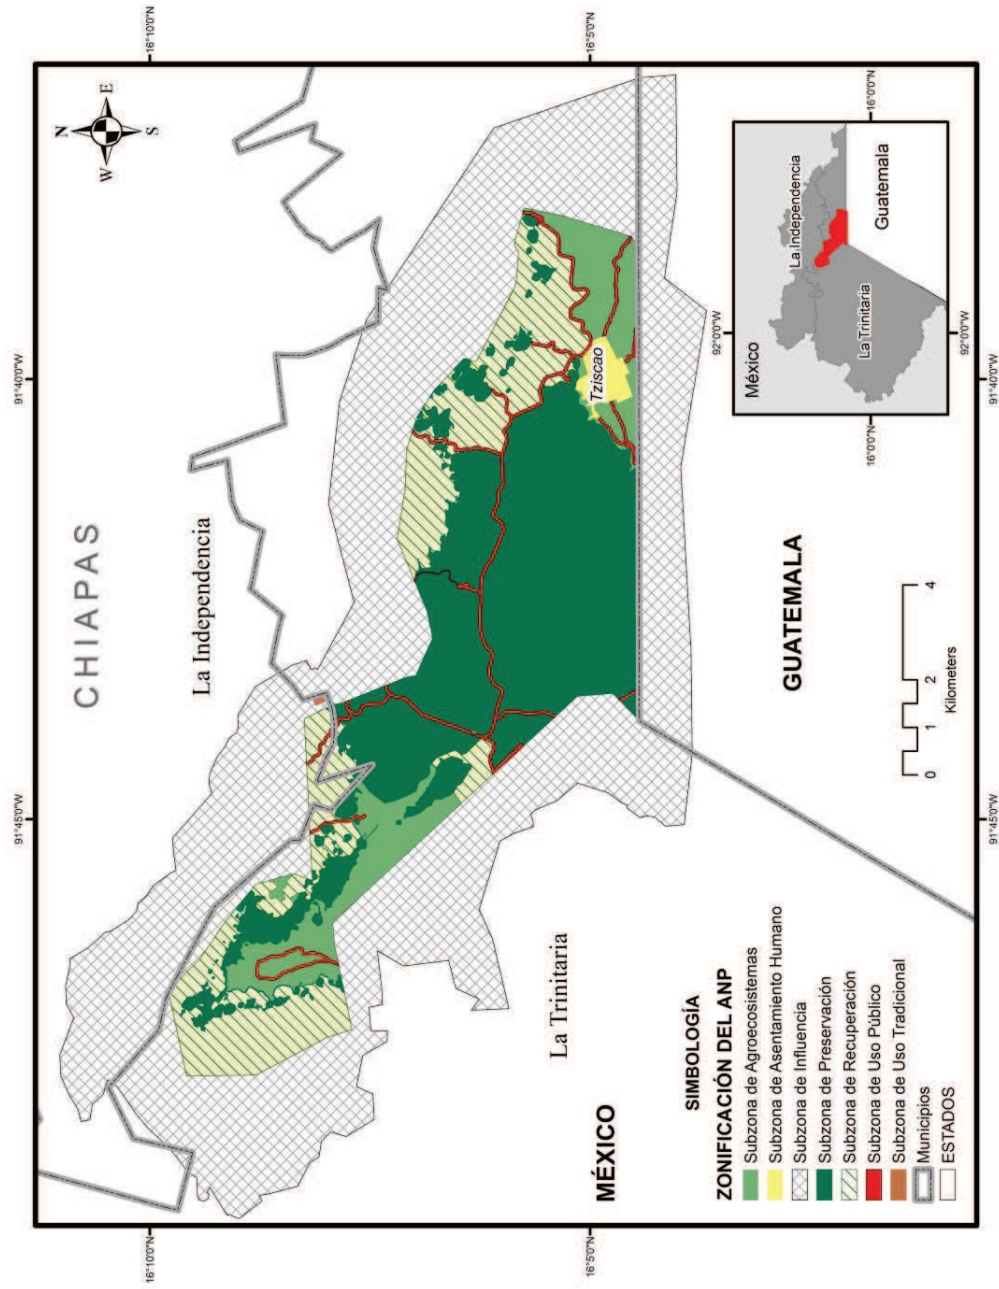 91°45'0"W
91°40'0"W
16°10'0"N
16°10'0"N
CHIAPAS
N
W
E
S
La Independencia
La Trinitaria
Tziscao
16°5'0"N
16°5'0"N
MÉXICO
GUATEMALA
SIMBOLOGÍA
ZONIFICACIÓN DEL ANP
Subzona de Agroecosistemas
Subzona de Asentamiento Humano
Subzona de Influencia
Subzona de Preservación
Subzona de Recuperación
Subzona de Uso Público
Subzona de Uso Tradicional
Municipios
ESTADOS
0
1
2
4
Kilometers
92°0'0"W
México
La Independencia
La Trinitaria
Guatemala
16°0'0"N
16°0'0"N
92°0'0"W
91°45'0"W
91°40'0"W